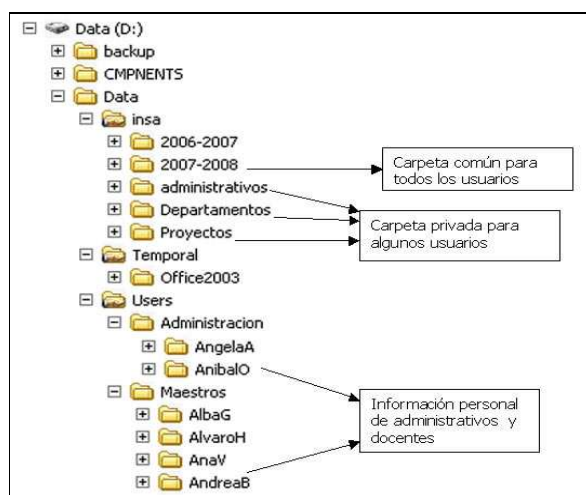 Data (D:)
backup
CMPNENTS
Data
insa
2006-2007
2007-2008
administrativos
Departamentos
Proyectos
Temporal
Office2003
Users
Administracion
AngelaA
AnibalO
Maestros
AlbaG
AlvaroH
AnaV
AndreaB
Carpeta común para
todos los usuarios
Carpeta privada para
algunos usuarios
Información personal
de administrativos y
docentes